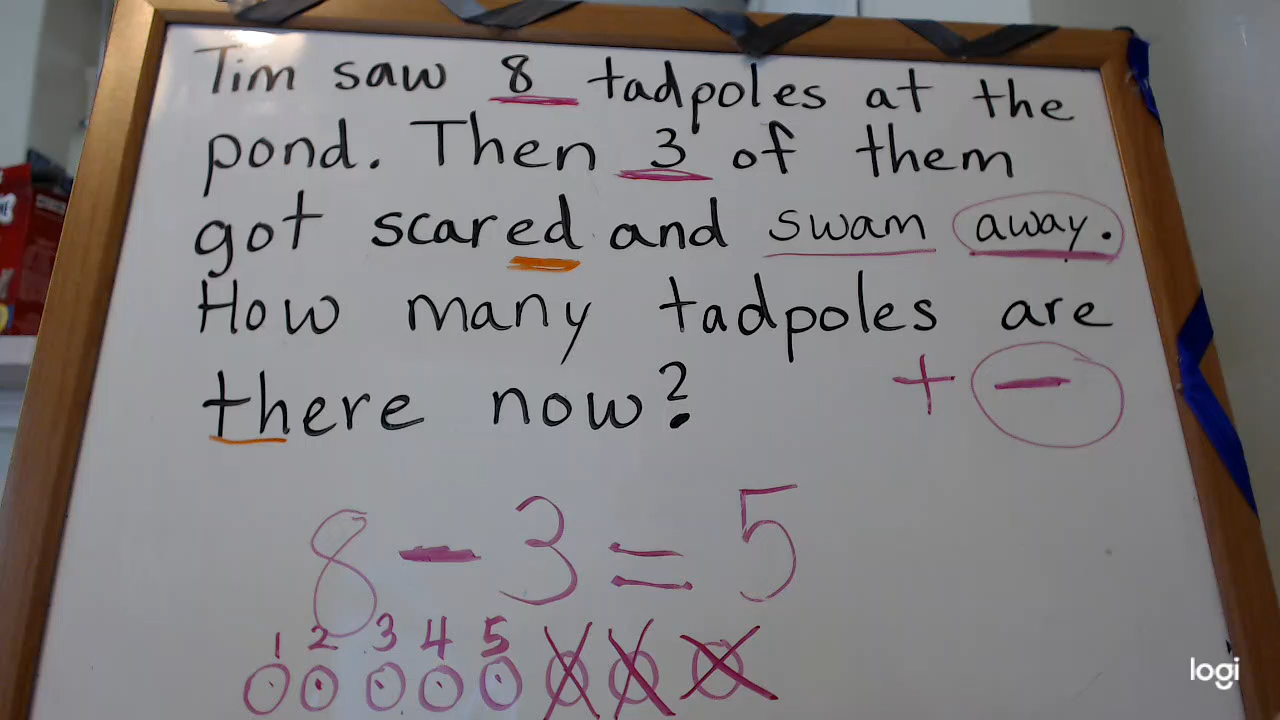 Tim saw 8 tadpoles at the
pond. Then 3 of them
got scared and swam away.
How many tadpoles are
there now?
+ -
8 - 3 = 5
1 2 3 4 5
logi